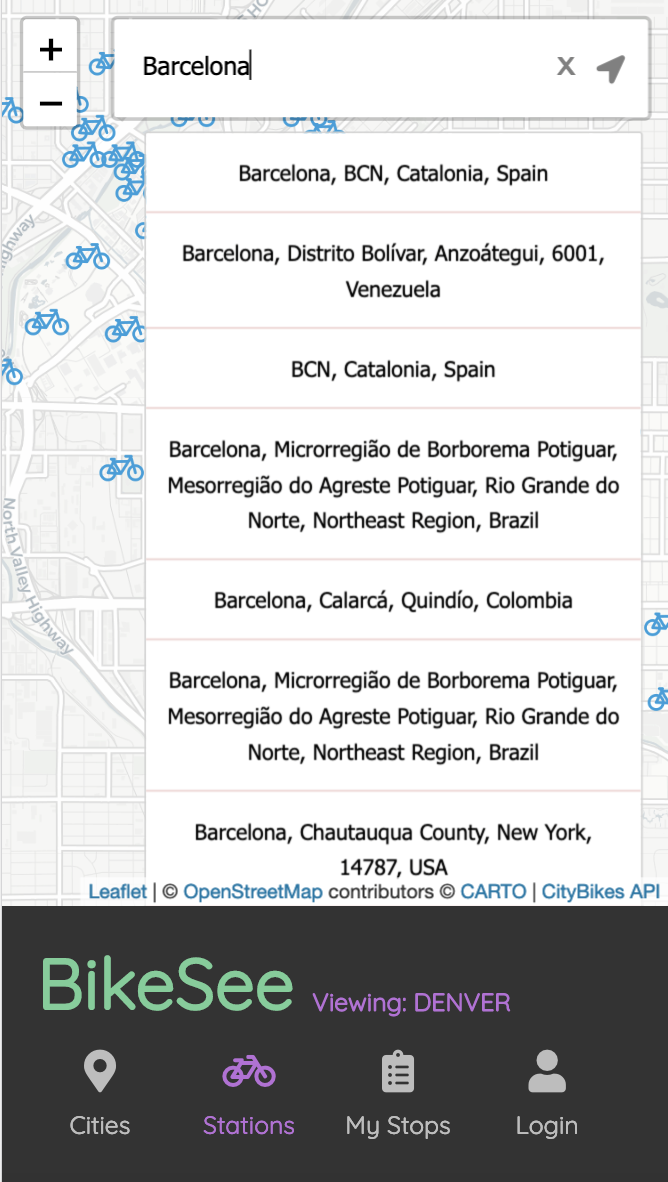 +
Barcelona
X
−
Barcelona, BCN, Catalonia, Spain
Barcelona, Distrito Bolívar, Anzoátegui, 6001,
Venezuela
BCN, Catalonia, Spain
Barcelona, Microrregião de Borborema Potiguar,
Mesorregião do Agreste Potiguar, Rio Grande do
Norte, Northeast Region, Brazil
Barcelona, Calarcá, Quindío, Colombia
Barcelona, Microrregião de Borborema Potiguar,
Mesorregião do Agreste Potiguar, Rio Grande do
Norte, Northeast Region, Brazil
Barcelona, Chautauqua County, New York,
14787, USA
North Valley Highway
Leaflet | © OpenStreetMap contributors © CARTO | CityBikes API
BikeSee
Viewing: DENVER
Cities
Stations
My Stops
Login